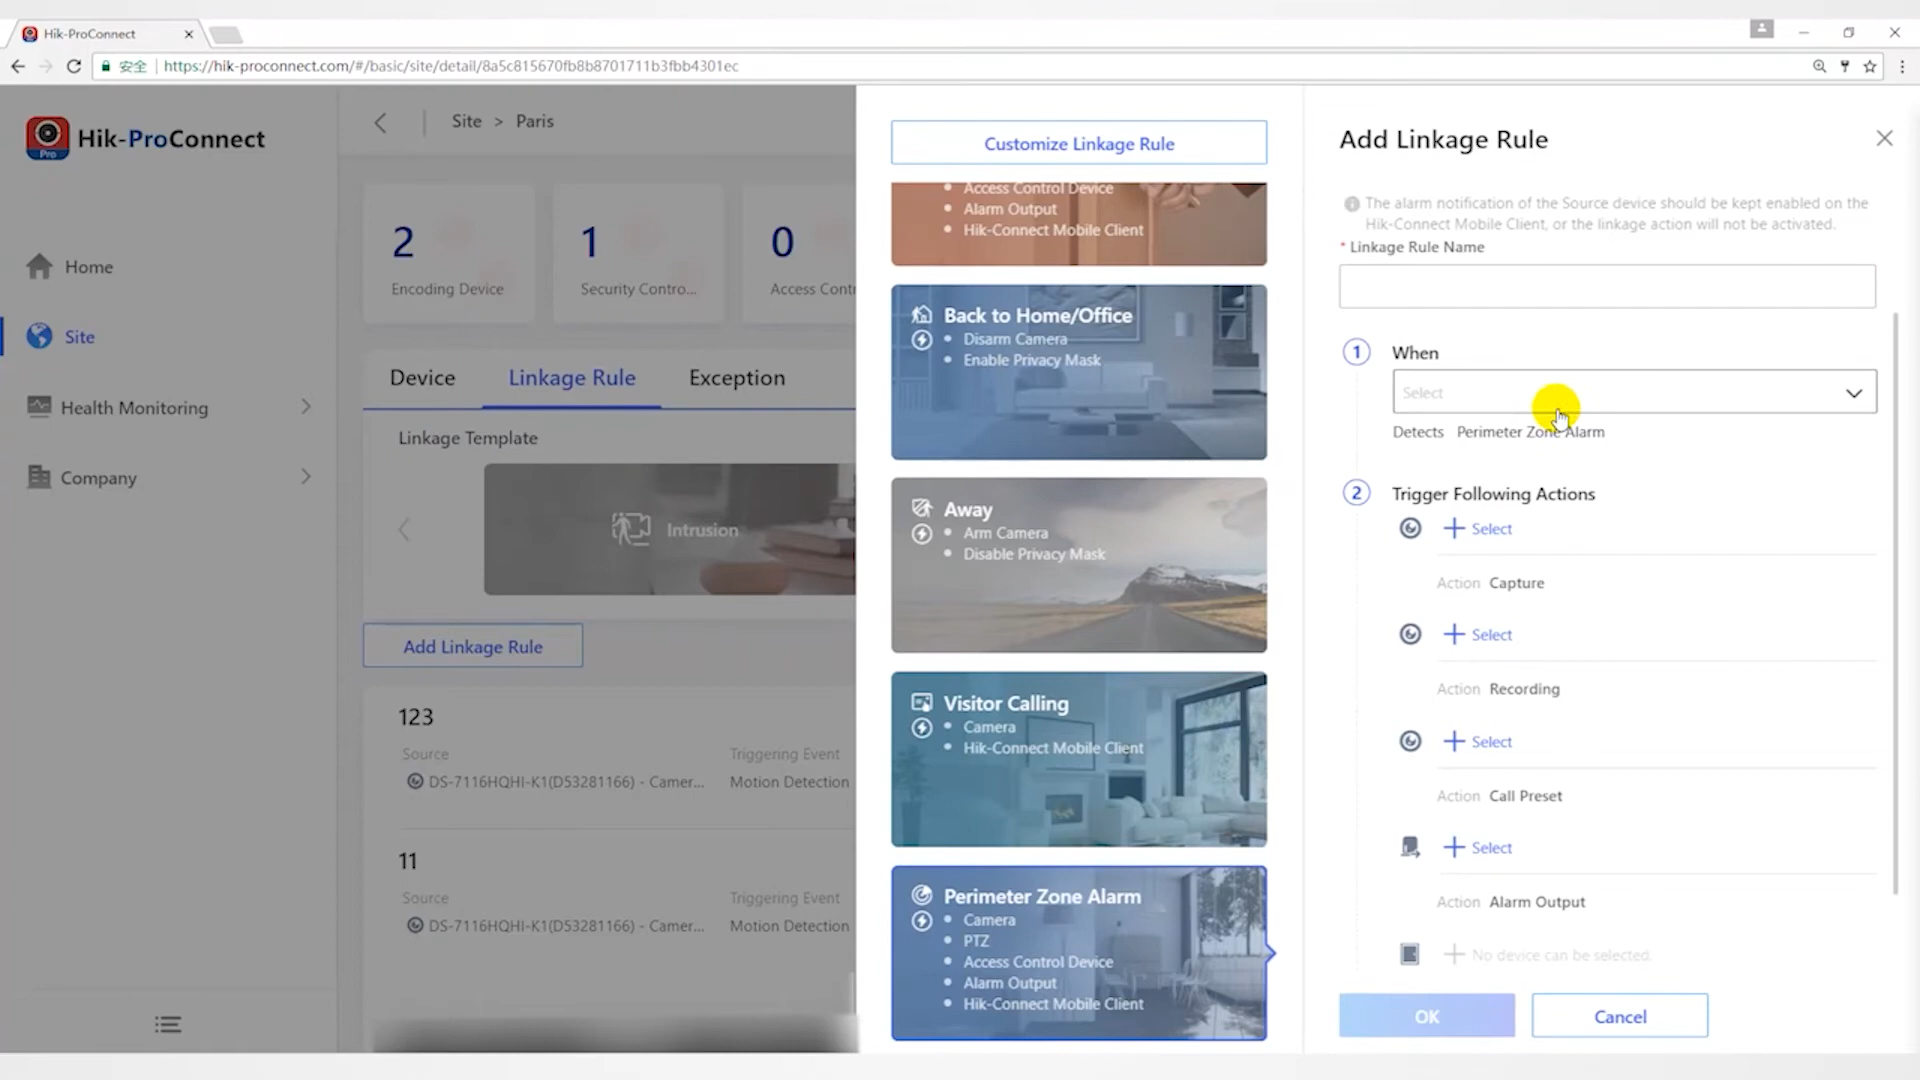 Hik-ProConnect
安全 https://hik-proconnect.com/#/basic/site/detail/8a5c815670fb8b8701711b3fbb4301ec
Pro
Hik-ProConnect
Home
Site
Health Monitoring
Company
Site > Paris
2
Encoding Device
1
Security Contro...
0
Access Contr
Device
Linkage Rule
Exception
Linkage Template
Intrusion
Add Linkage Rule
123
Source
Triggering Event
DS-7116HQHI-K1(D53281166) - Camer...
Motion Detection
11
Source
Triggering Event
DS-7116HQHI-K1(D53281166) - Camer...
Motion Detection
Customize Linkage Rule
Access Control Device
Alarm Output
Hik-Connect Mobile Client
Back to Home/Office
Disarm Camera
Enable Privacy Mask
Away
Arm Camera
Disable Privacy Mask
Visitor Calling
Camera
Hik-Connect Mobile Client
Perimeter Zone Alarm
Camera
PTZ
Access Control Device
Alarm Output
Hik-Connect Mobile Client
Add Linkage Rule
The alarm notification of the Source device should be kept enabled on the
Hik-Connect Mobile Client, or the linkage action will not be activated.
* Linkage Rule Name
1 When
Select
Detects Perimeter Zone Alarm
2 Trigger Following Actions
+ Select
Action Capture
+ Select
Action Recording
+ Select
Action Call Preset
+ Select
Action Alarm Output
+ No device can be selected.
OK
Cancel